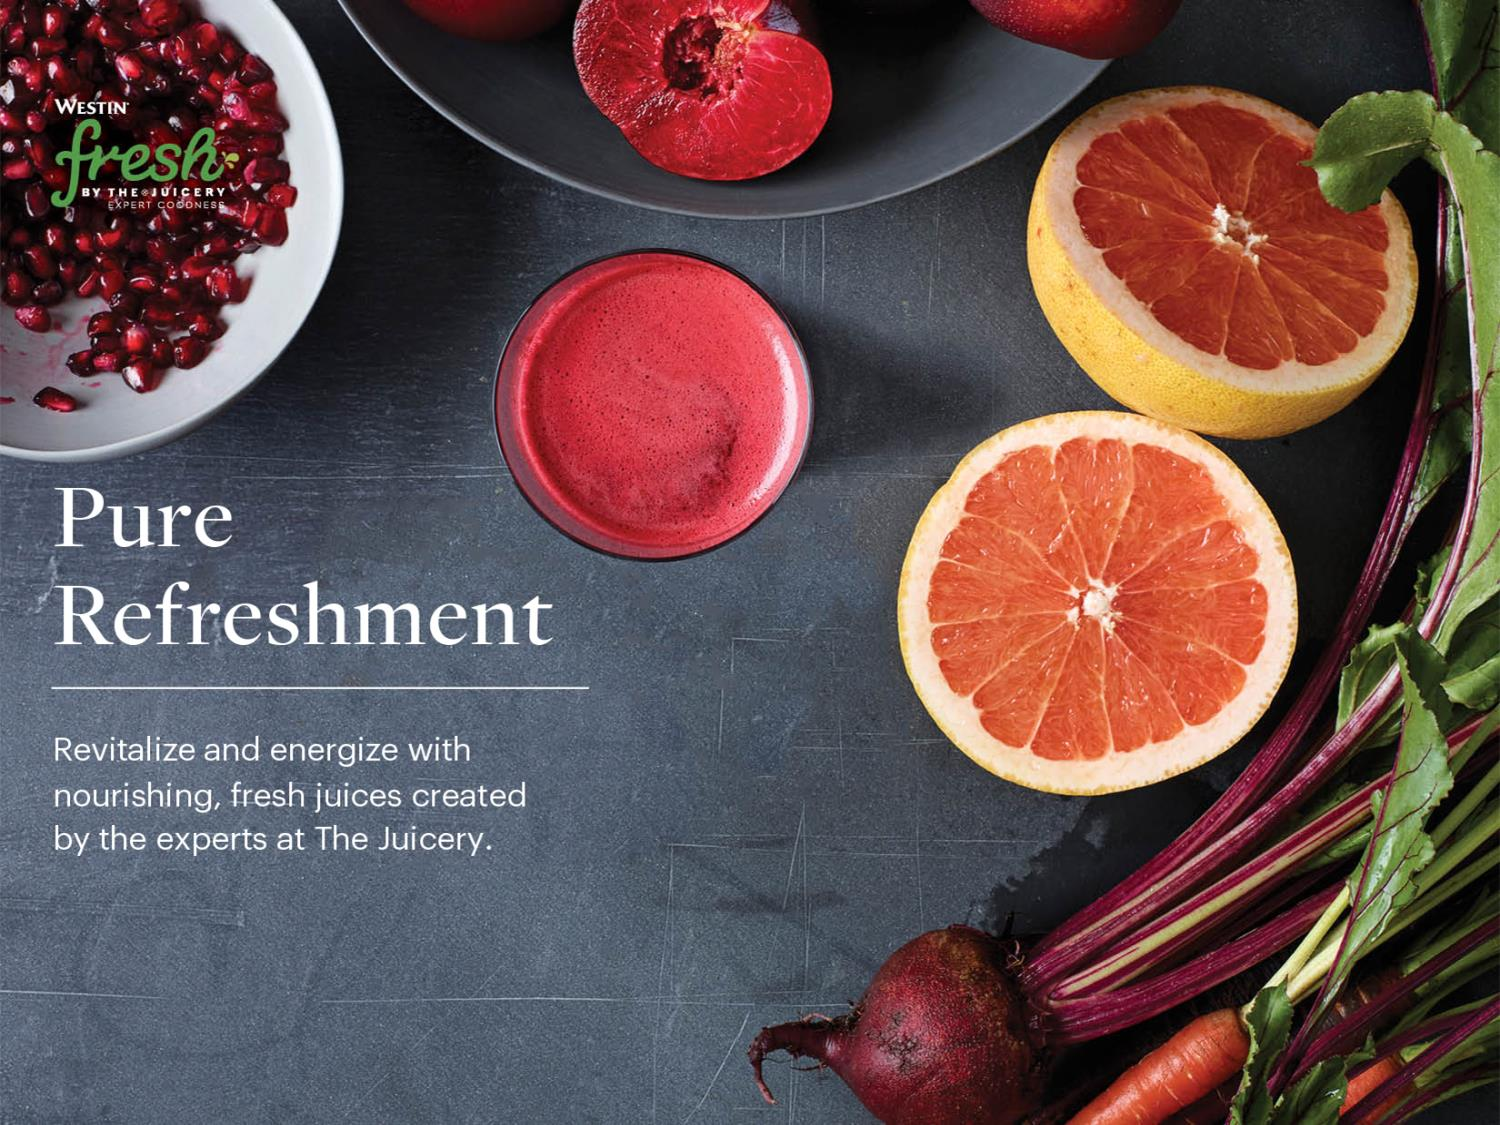 WESTIN
fresh
BY THE JUICERY
EXPERT GOODNESS
Pure
Refreshment
Revitalize and energize with
nourishing, fresh juices created
by the experts at The Juicery.